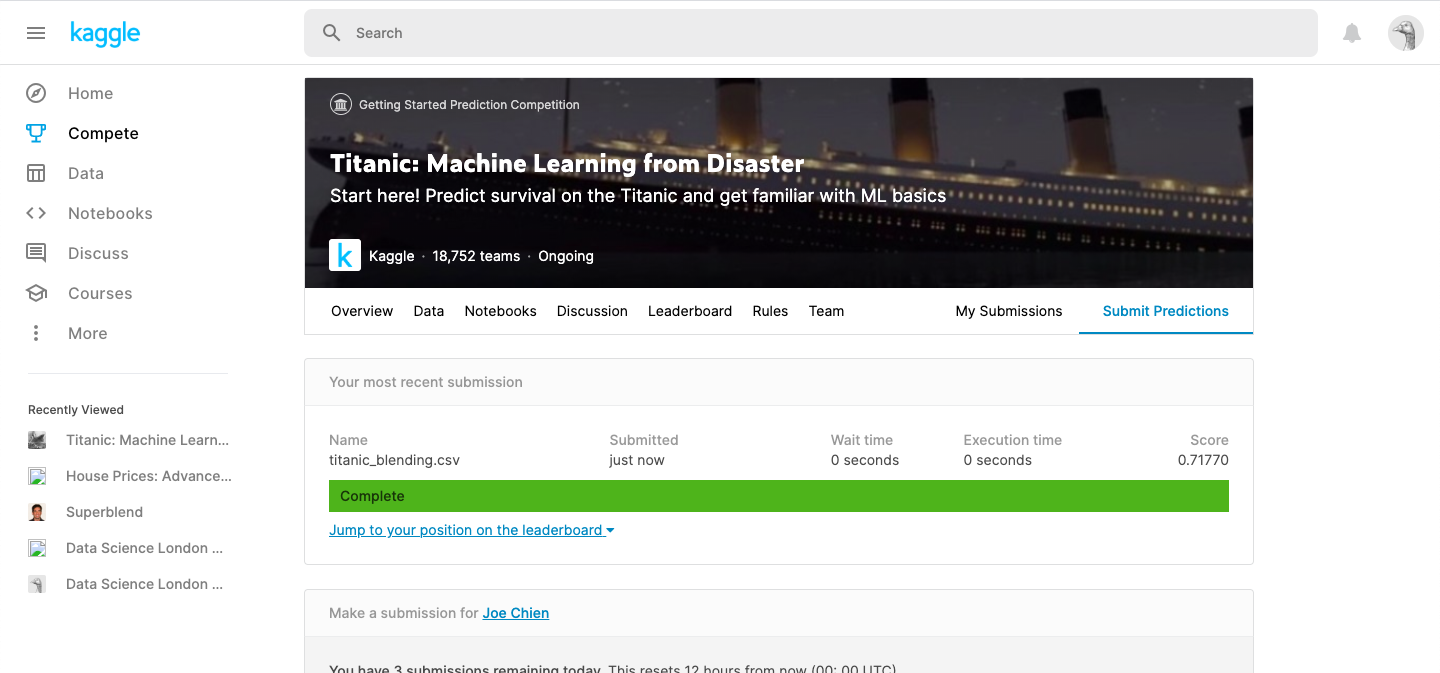 kaggle
Search
Home
Compete
Data
Notebooks
Discuss
Courses
More
Recently Viewed
Titanic: Machine Learn...
House Prices: Advance...
Superblend
Data Science London ...
Data Science London ...
Getting Started Prediction Competition
Titanic: Machine Learning from Disaster
Start here! Predict survival on the Titanic and get familiar with ML basics
k Kaggle · 18,752 teams · Ongoing
Overview Data Notebooks Discussion Leaderboard Rules Team My Submissions Submit Predictions
Your most recent submission
Name Submitted Wait time Execution time Score
titanic_blending.csv just now 0 seconds 0 seconds 0.71770
Complete
Jump to your position on the leaderboard
Make a submission for Joe Chien
You have 3 submissions remaining today. This resets 12 hours from now (00: 00 UTC).